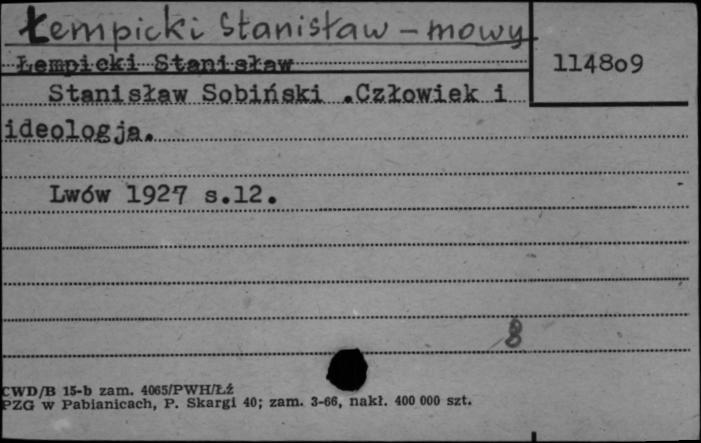 Łempicki Stanisław - mowy
Łempicki Stanisław
114809
Stanisław Sobiński .Człowiek i
ideologja.
Lwów 1927 s.12.
8
CWD/B 15-b zam. 4065/PWH/ŁŹ
PZG w Pabianicach, P. Skargi 40; zam. 3-66, nakł. 400 000 szt.